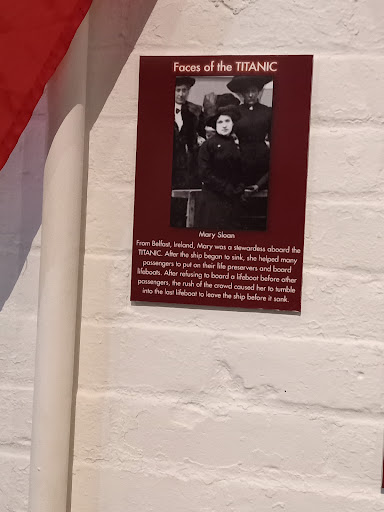 Faces of the TITANIC
Mary Sloan
From Belfast, Ireland, Mary was a stewardess aboard the
TITANIC. After the ship began to sink, she helped many
passengers to put on their life preservers and board
lifeboats. After refusing to board a lifeboat before other
passengers, the rush of the crowd caused her to tumble
into the last lifeboat to leave the ship before it sank.